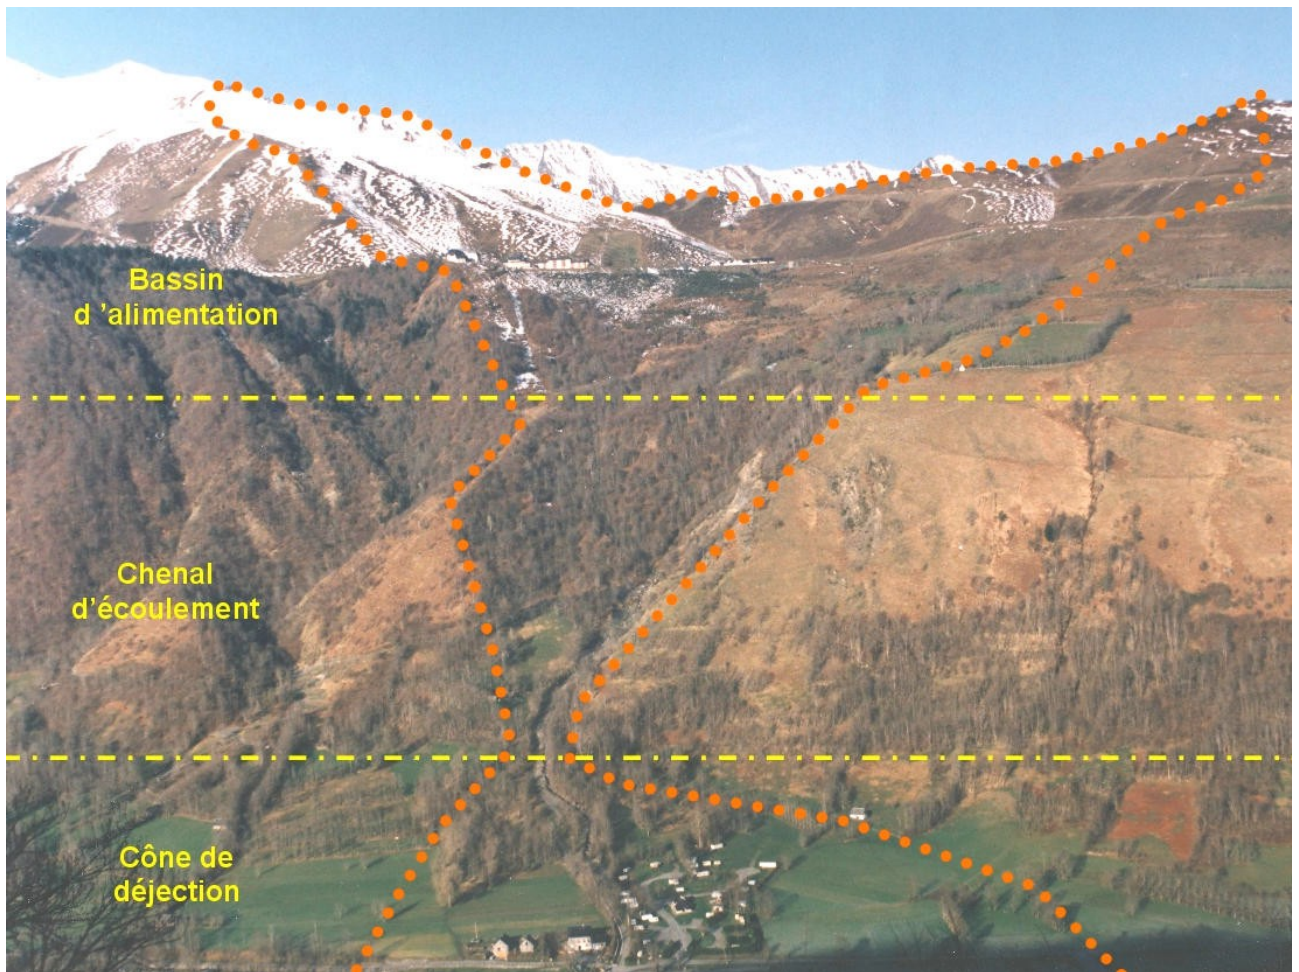 Bassin
d ’alimentation
Chenal
d’écoulement
Cône de
déjection